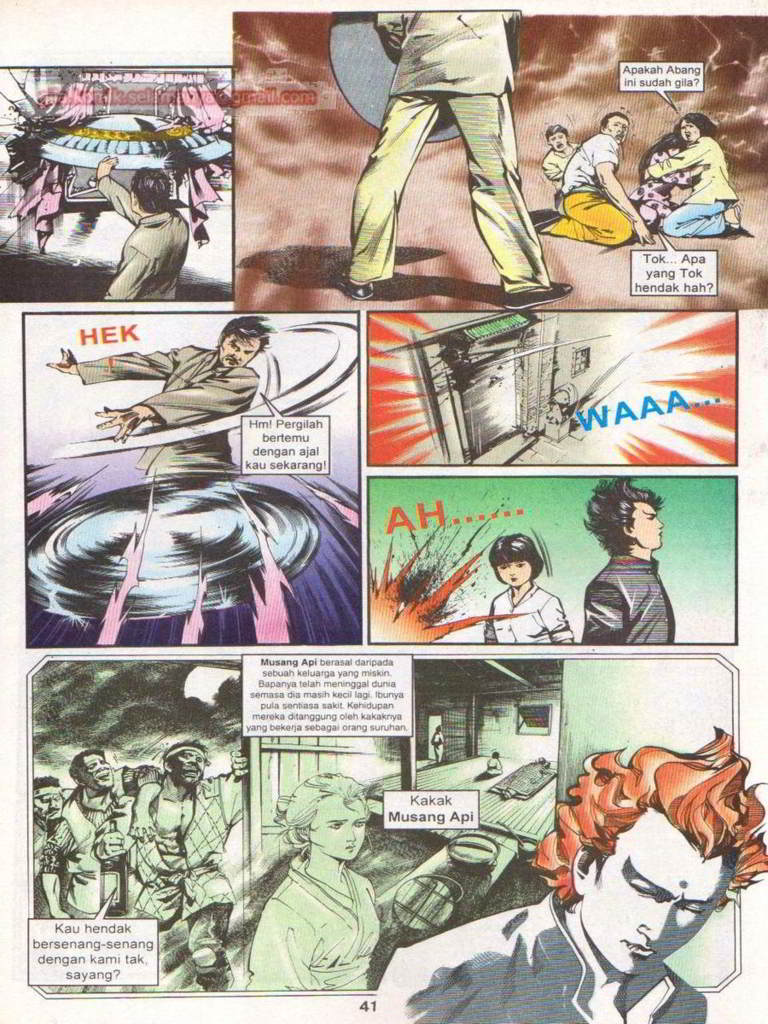 Apakah Abang
ini sudah gila?
Tok... Apa
yang Tok
hendak hah?
HEK
!
Hm! Pergilah
bertemu
dengan ajal
kau sekarang!
WAAA...
AH......
Musang Api berasal daripada
sebuah keluarga yang miskin.
Bapanya telah meninggal dunia
semasa dia masih kecil lagi. Ibunya
pula sentiasa sakit. Kehidupan
mereka ditanggung oleh kakaknya
yang bekerja sebagai orang suruhan.
Kakak
Musang Api
Kau hendak
bersenang-senang
dengan kami tak,
sayang?
41